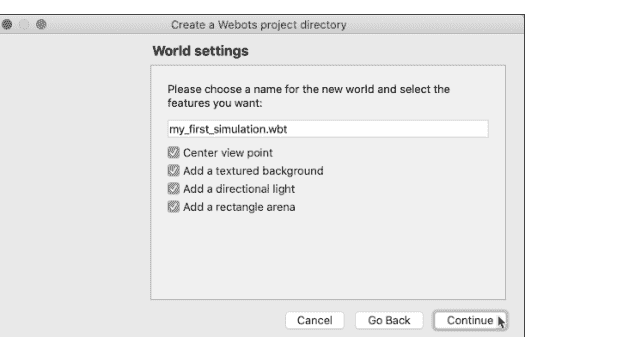 Create a Webots project directory
World settings
Please choose a name for the new world and select the
features you want:
my_first_simulation.wbt
Center view point
Add a textured background
Add a directional light
Add a rectangle arena
Cancel
Go Back
Continue